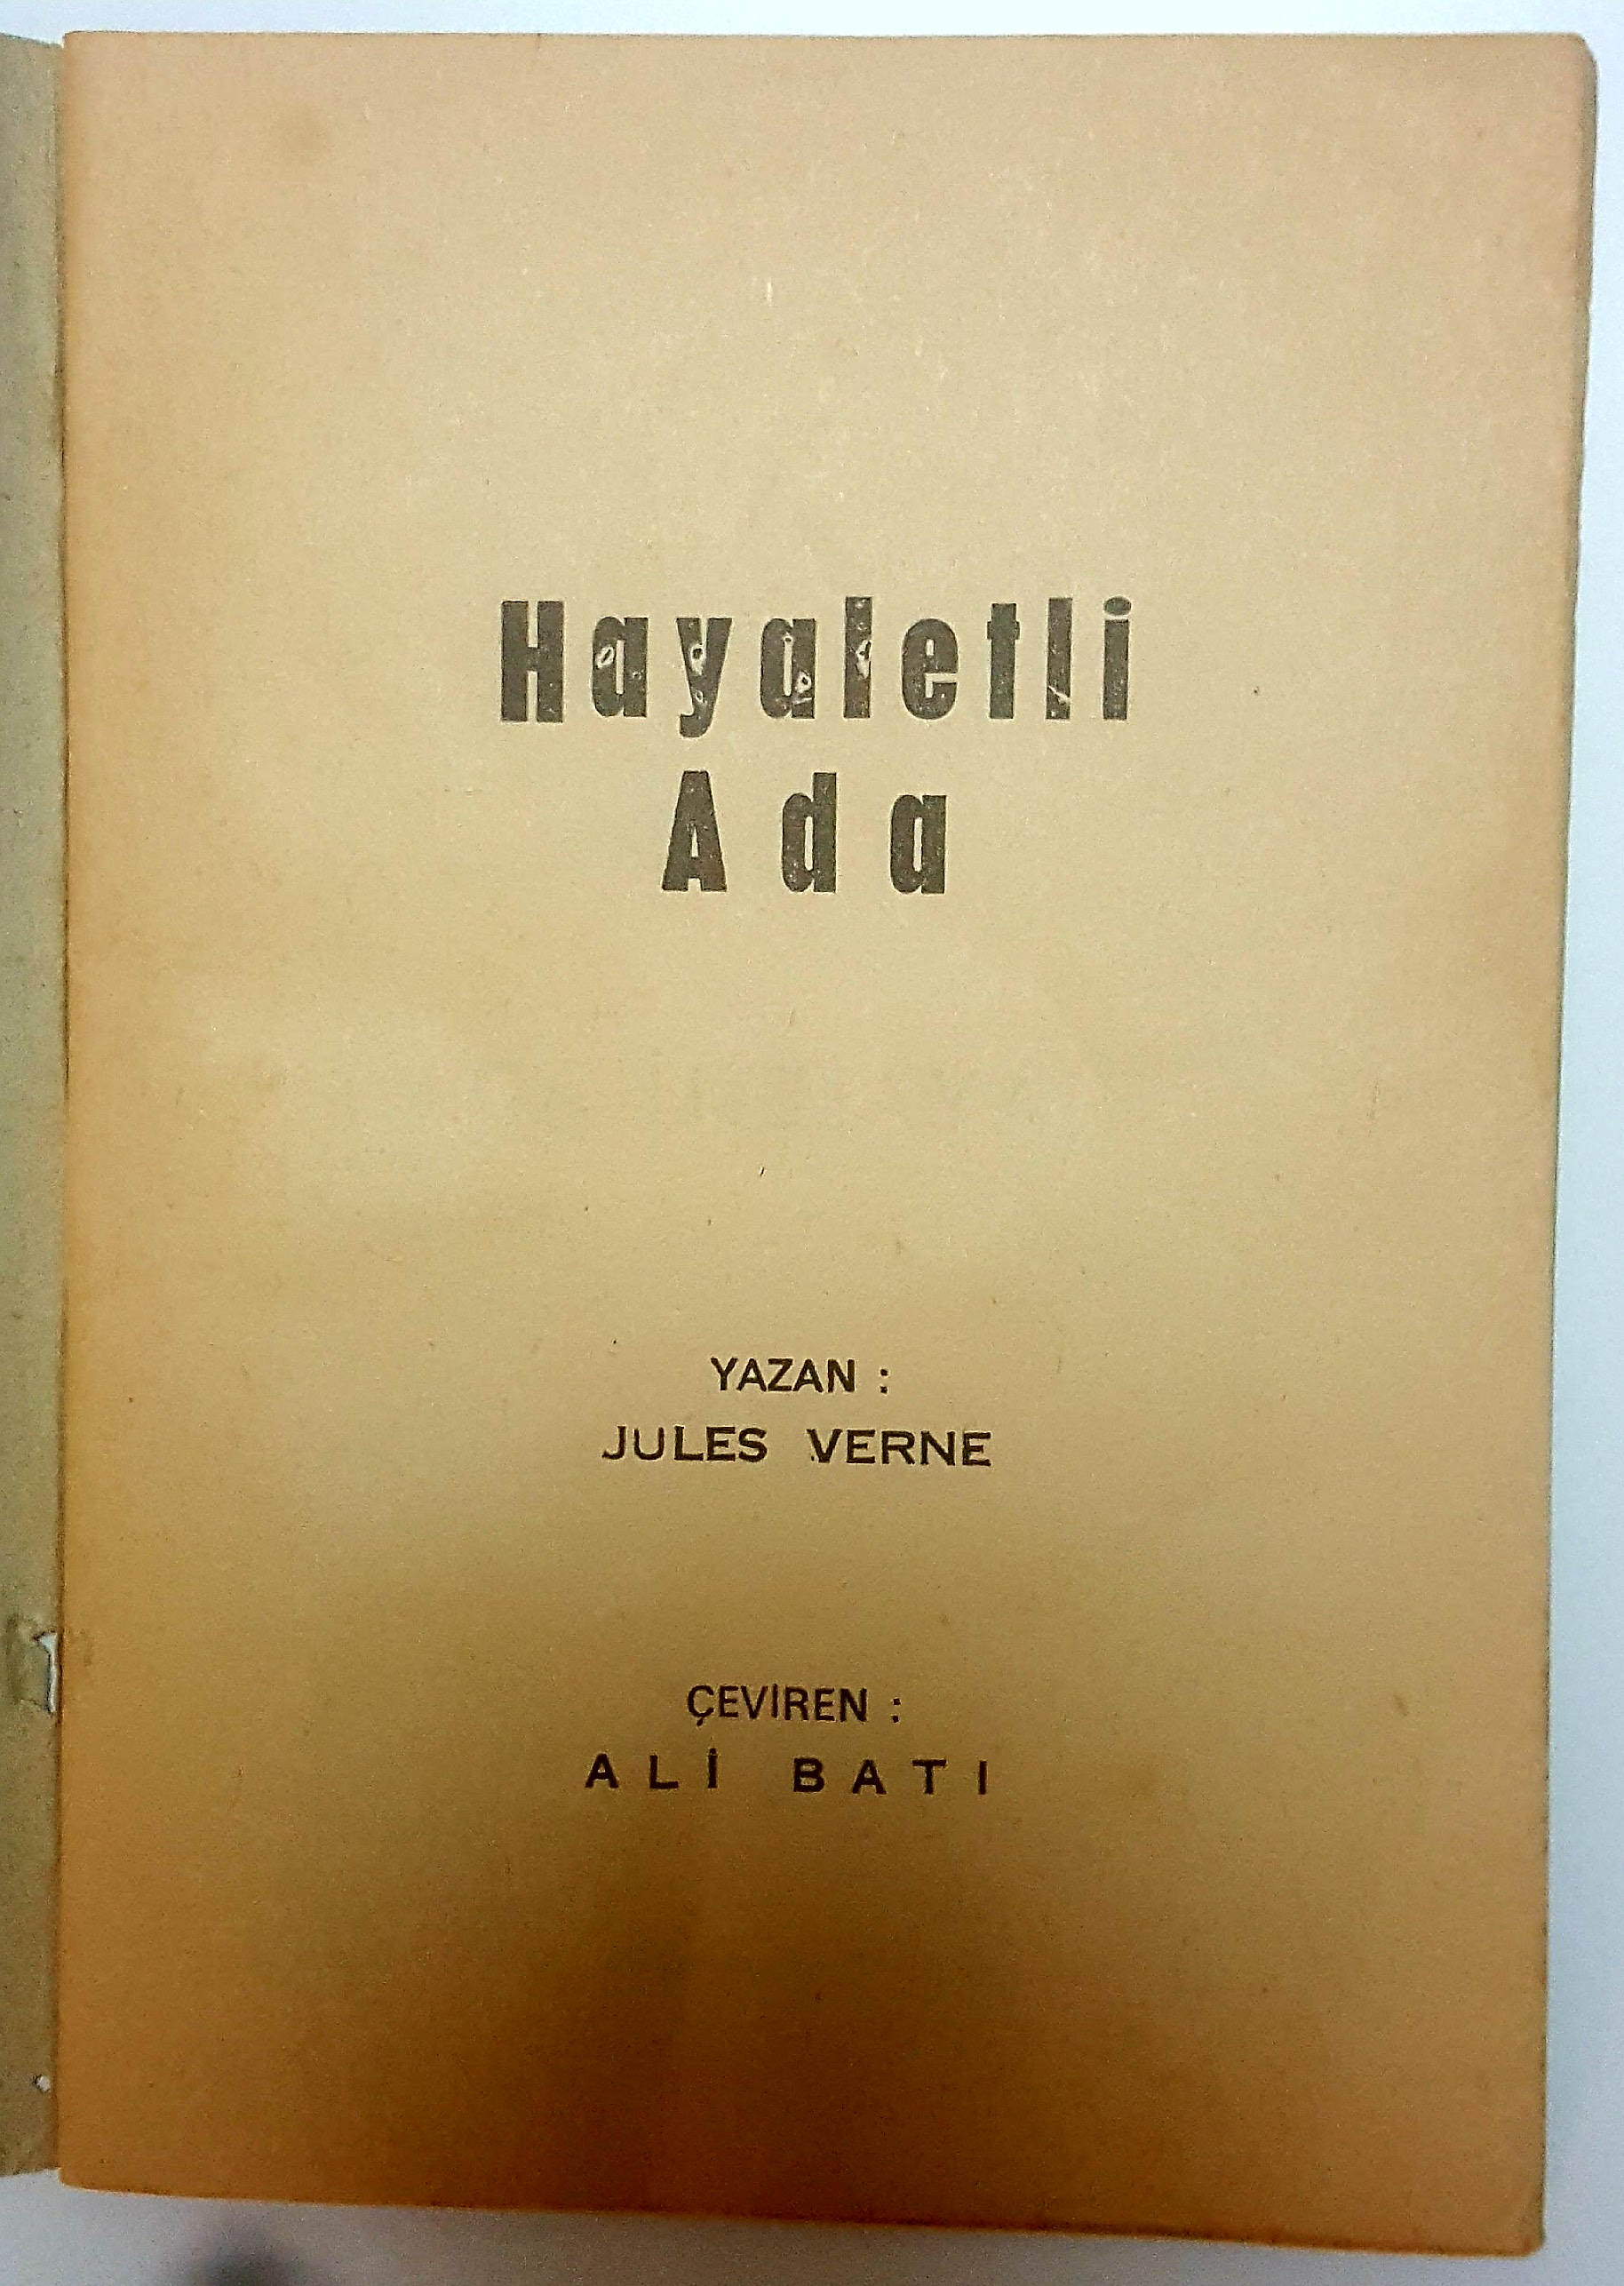 Hayaletli
Ada
YAZAN :
JULES VERNE
ÇEVİREN :
ALİ BATI